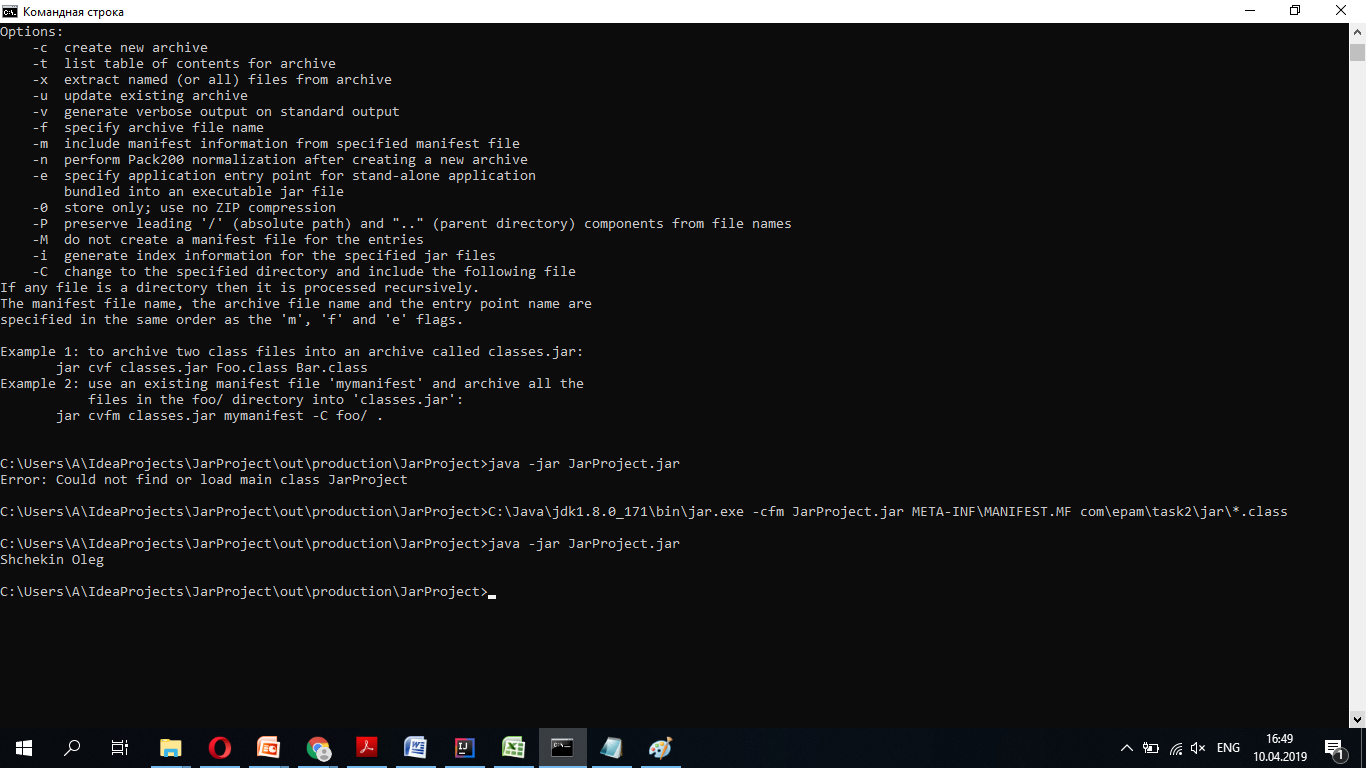 Командная строка
Options:
-c create new archive
-t list table of contents for archive
-x extract named (or all) files from archive
-u update existing archive
-v generate verbose output on standard output
-f specify archive file name
-m include manifest information from specified manifest file
-n perform Pack200 normalization after creating a new archive
-e specify application entry point for stand-alone application
bundled into an executable jar file
-0 store only; use no ZIP compression
-P preserve leading '/' (absolute path) and ".." (parent directory) components from file names
-M do not create a manifest file for the entries
-i generate index information for the specified jar files
-C change to the specified directory and include the following file
If any file is a directory then it is processed recursively.
The manifest file name, the archive file name and the entry point name are
specified in the same order as the 'm', 'f' and 'e' flags.
Example 1: to archive two class files into an archive called classes.jar:
jar cvf classes.jar Foo.class Bar.class
Example 2: use an existing manifest file 'mymanifest' and archive all the
files in the foo/ directory into 'classes.jar':
jar cvfm classes.jar mymanifest -C foo/ .
C:\Users\A\IdeaProjects\JarProject\out\production\JarProject>java -jar JarProject.jar
Error: Could not find or load main class JarProject
C:\Users\A\IdeaProjects\JarProject\out\production\JarProject>C:\Java\jdk1.8.0_171\bin\jar.exe -cfm JarProject.jar META-INF\MANIFEST.MF com\epam\task2\jar\*.class
C:\Users\A\IdeaProjects\JarProject\out\production\JarProject>java -jar JarProject.jar
Shchekin Oleg
C:\Users\A\IdeaProjects\JarProject\out\production\JarProject>
ENG
16:49
10.04.2019
1